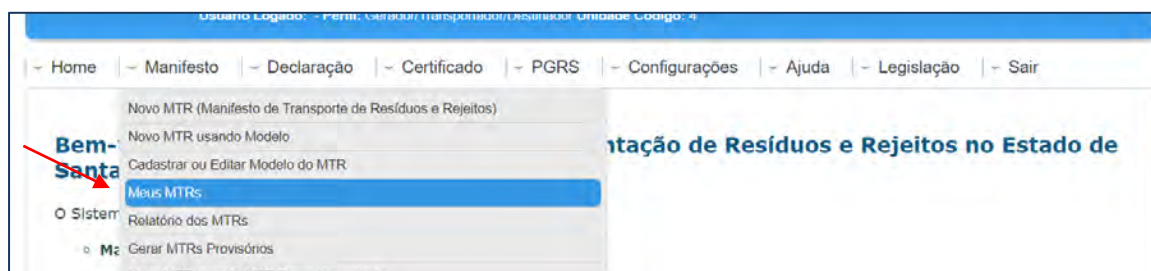 Usuário Logado: - Perfil: Gerador/Transportador/Destinador Unidade Código: 4
Home Manifesto Declaração Certificado PGRS Configurações Ajuda Legislação Sair
Novo MTR (Manifesto de Transporte de Resíduos e Rejeitos)
Novo MTR usando Modelo
Bem- ntação de Resíduos e Rejeitos no Estado de
Cadastrar ou Editar Modelo do MTR
Santa
Meus MTRs
O Sistem
Relatório dos MTRs
Ma
Gerar MTRs Provisórios